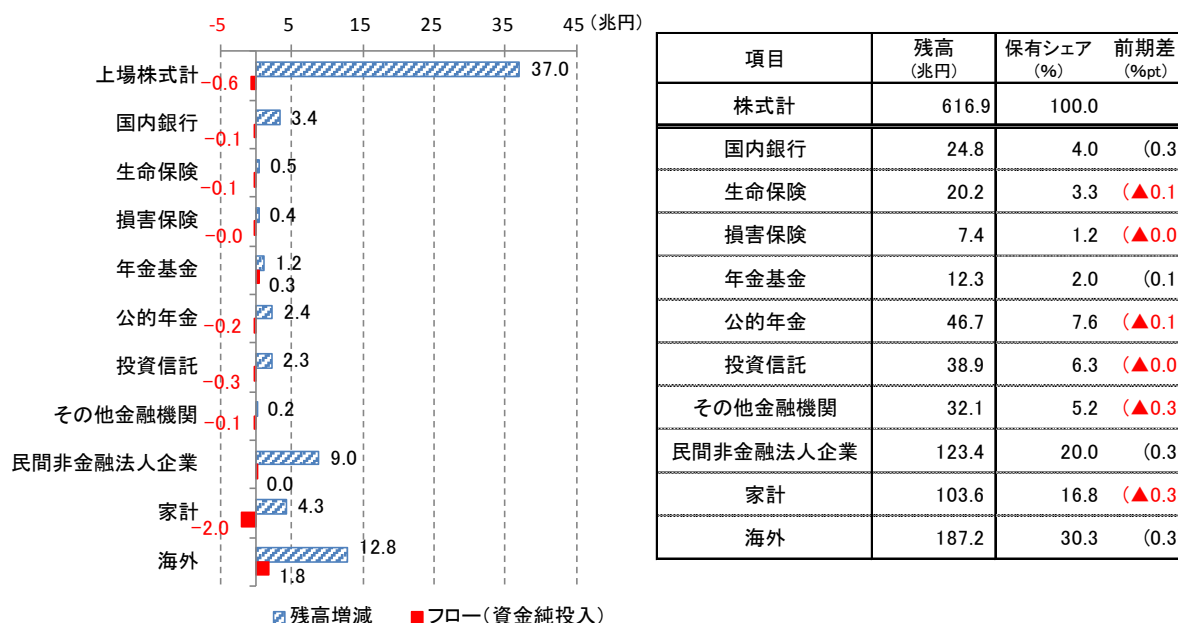 -5 5 15 25 35 45 (兆円)
上場株式計 -0.6 37.0
国内銀行 -0.1 3.4
生命保険 -0.1 0.5
損害保険 -0.0 0.4
年金基金 1.2 0.3
公的年金 -0.2 2.4
投資信託 -0.3 2.3
その他金融機関 -0.1 0.2
民間非金融法人企業 9.0 0.0
家計 -2.0 4.3
海外 12.8 1.8
残高増減 フロー(資金純投入)
項目 残高 保有シェア 前期差
(兆円) (%) (%pt)
株式計 616.9 100.0
国内銀行 24.8 4.0 (0.3
生命保険 20.2 3.3 (▲0.1
損害保険 7.4 1.2 (▲0.0
年金基金 12.3 2.0 (0.1
公的年金 46.7 7.6 (▲0.1
投資信託 38.9 6.3 (▲0.0
その他金融機関 32.1 5.2 (▲0.3
民間非金融法人企業 123.4 20.0 (0.3
家計 103.6 16.8 (▲0.3
海外 187.2 30.3 (0.3